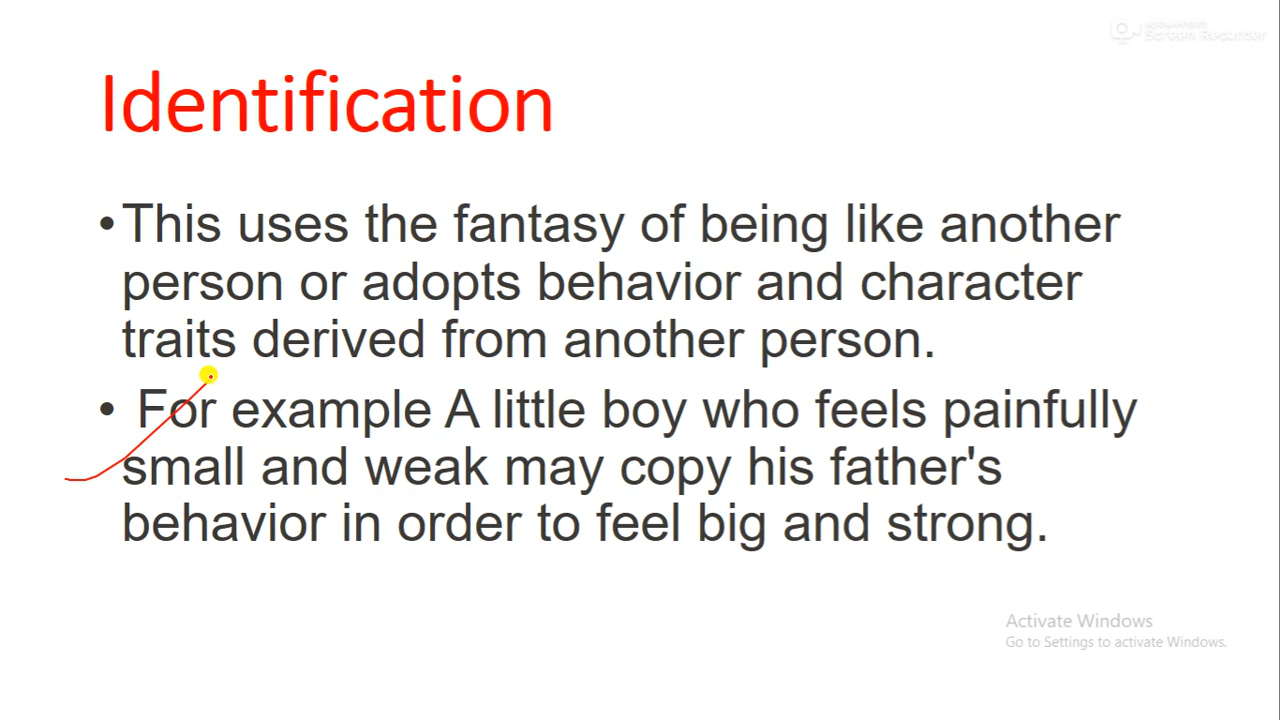 Screen Recorder
Identification
•This uses the fantasy of being like another
person or adopts behavior and character
traits derived from another person.
• For example A little boy who feels painfully
small and weak may copy his father's
behavior in order to feel big and strong.
Activate Windows
Go to Settings to activate Windows.